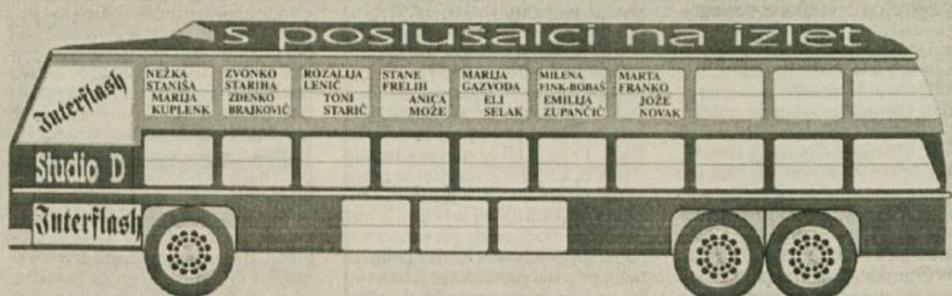 s poslušalci na izlet
Interflash
NEŽKA
STANIŠA
MARIJA
KUPLENK
ZVONKO
STARIHA
ZDENKO
BRAJKOVIČ
ROZALIJA
LENIČ
TONI
STARIČ
STANE
FRELIH
ANICA
MOŽE
MARIJA
GAZVODA
ELI
SELAK
MILENA
FINK-BOBAŠ
EMILIJA
ZUPANČIČ
MARTA
FRANKO
JOŽE
NOVAK
Studio D
Interflash